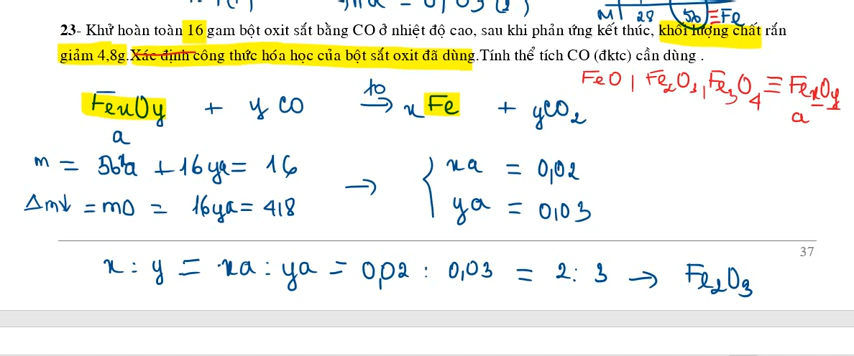 M | 28 56 ≡ Fe
23- Khử hoàn toàn 16 gam bột oxit sắt bằng CO ở nhiệt độ cao, sau khi phản ứng kết thúc, khối lượng chất rắn
giảm 4,8g.Xác định công thức hóa học của bột sắt oxit đã dùng.Tính thể tích CO (đktc) cần dùng .
FeO, Fe2O3, Fe3O4 ≡ FexOy
a
FexOy + yCO →to xFe + yCO2
a
m = 56xa + 16ya = 16 → { xa = 0,02
Δm↓ = mO = 16ya = 4,8 ya = 0,03
37
x : y = xa : ya = 0,02 : 0,03 = 2 : 3 → Fe2O3